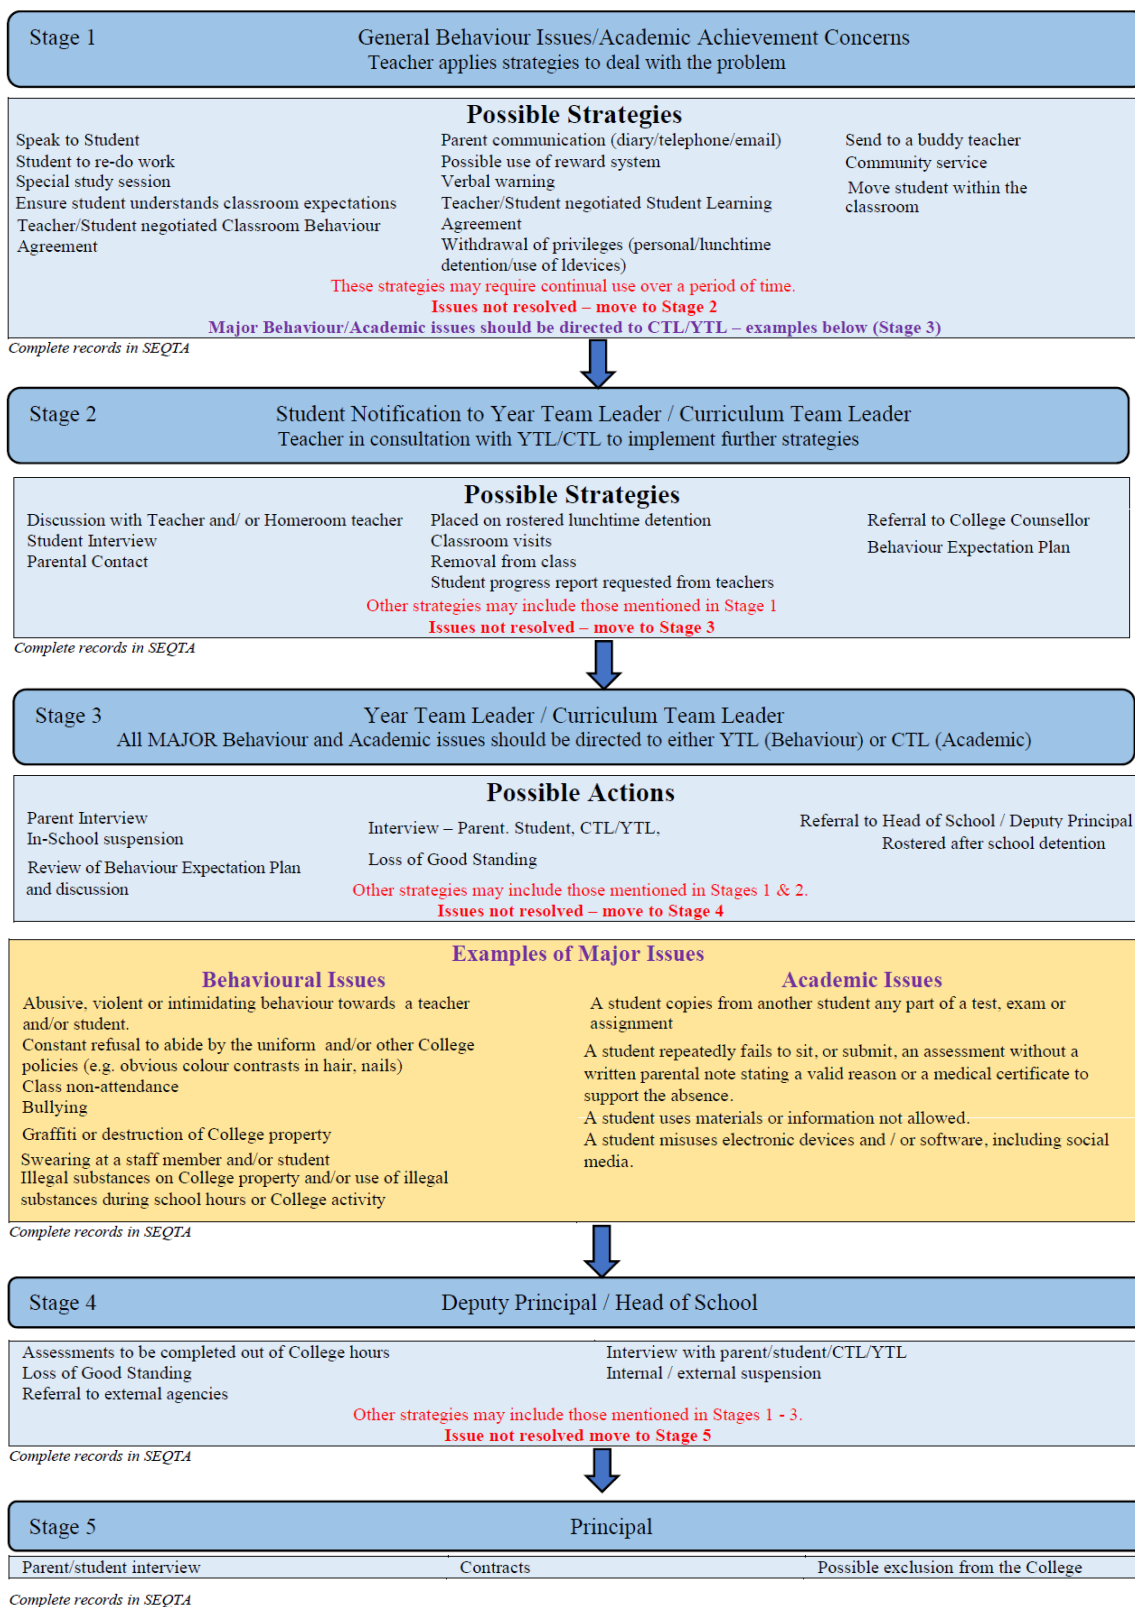 Stage 1
General Behaviour Issues/Academic Achievement Concerns
Teacher applies strategies to deal with the problem
Possible Strategies
Speak to Student
Student to re-do work
Special study session
Ensure student understands classroom expectations
Teacher/Student negotiated Classroom Behaviour
Agreement
Parent communication (diary/telephone/email)
Possible use of reward system
Verbal warning
Teacher/Student negotiated Student Learning
Agreement
Withdrawal of privileges (personal/lunchtime
detention/use of Idevices)
Send to a buddy teacher
Community service
Move student within the
classroom
These strategies may require continual use over a period of time.
Issues not resolved – move to Stage 2
Major Behaviour/Academic issues should be directed to CTL/YTL – examples below (Stage 3)
Complete records in SEQTA
Stage 2
Student Notification to Year Team Leader / Curriculum Team Leader
Teacher in consultation with YTL/CTL to implement further strategies
Possible Strategies
Discussion with Teacher and/ or Homeroom teacher
Student Interview
Parental Contact
Placed on rostered lunchtime detention
Classroom visits
Removal from class
Student progress report requested from teachers
Referral to College Counsellor
Behaviour Expectation Plan
Other strategies may include those mentioned in Stage 1
Issues not resolved – move to Stage 3
Complete records in SEQTA
Stage 3
Year Team Leader / Curriculum Team Leader
All MAJOR Behaviour and Academic issues should be directed to either YTL (Behaviour) or CTL (Academic)
Possible Actions
Parent Interview
In-School suspension
Review of Behaviour Expectation Plan
and discussion
Interview – Parent. Student, CTL/YTL,
Loss of Good Standing
Referral to Head of School / Deputy Principal
Rostered after school detention
Other strategies may include those mentioned in Stages 1 & 2.
Issues not resolved – move to Stage 4
Examples of Major Issues
Behavioural Issues
Abusive, violent or intimidating behaviour towards a teacher
and/or student.
Constant refusal to abide by the uniform and/or other College
policies (e.g. obvious colour contrasts in hair, nails)
Class non-attendance
Bullying
Graffiti or destruction of College property
Swearing at a staff member and/or student
Illegal substances on College property and/or use of illegal
substances during school hours or College activity
Academic Issues
A student copies from another student any part of a test, exam or
assignment
A student repeatedly fails to sit, or submit, an assessment without a
written parental note stating a valid reason or a medical certificate to
support the absence.
A student uses materials or information not allowed.
A student misuses electronic devices and / or software, including social
media.
Complete records in SEQTA
Stage 4
Deputy Principal / Head of School
Assessments to be completed out of College hours
Loss of Good Standing
Referral to external agencies
Interview with parent/student/CTL/YTL
Internal / external suspension
Other strategies may include those mentioned in Stages 1 - 3.
Issue not resolved move to Stage 5
Complete records in SEQTA
Stage 5
Principal
Parent/student interview
Contracts
Possible exclusion from the College
Complete records in SEQTA